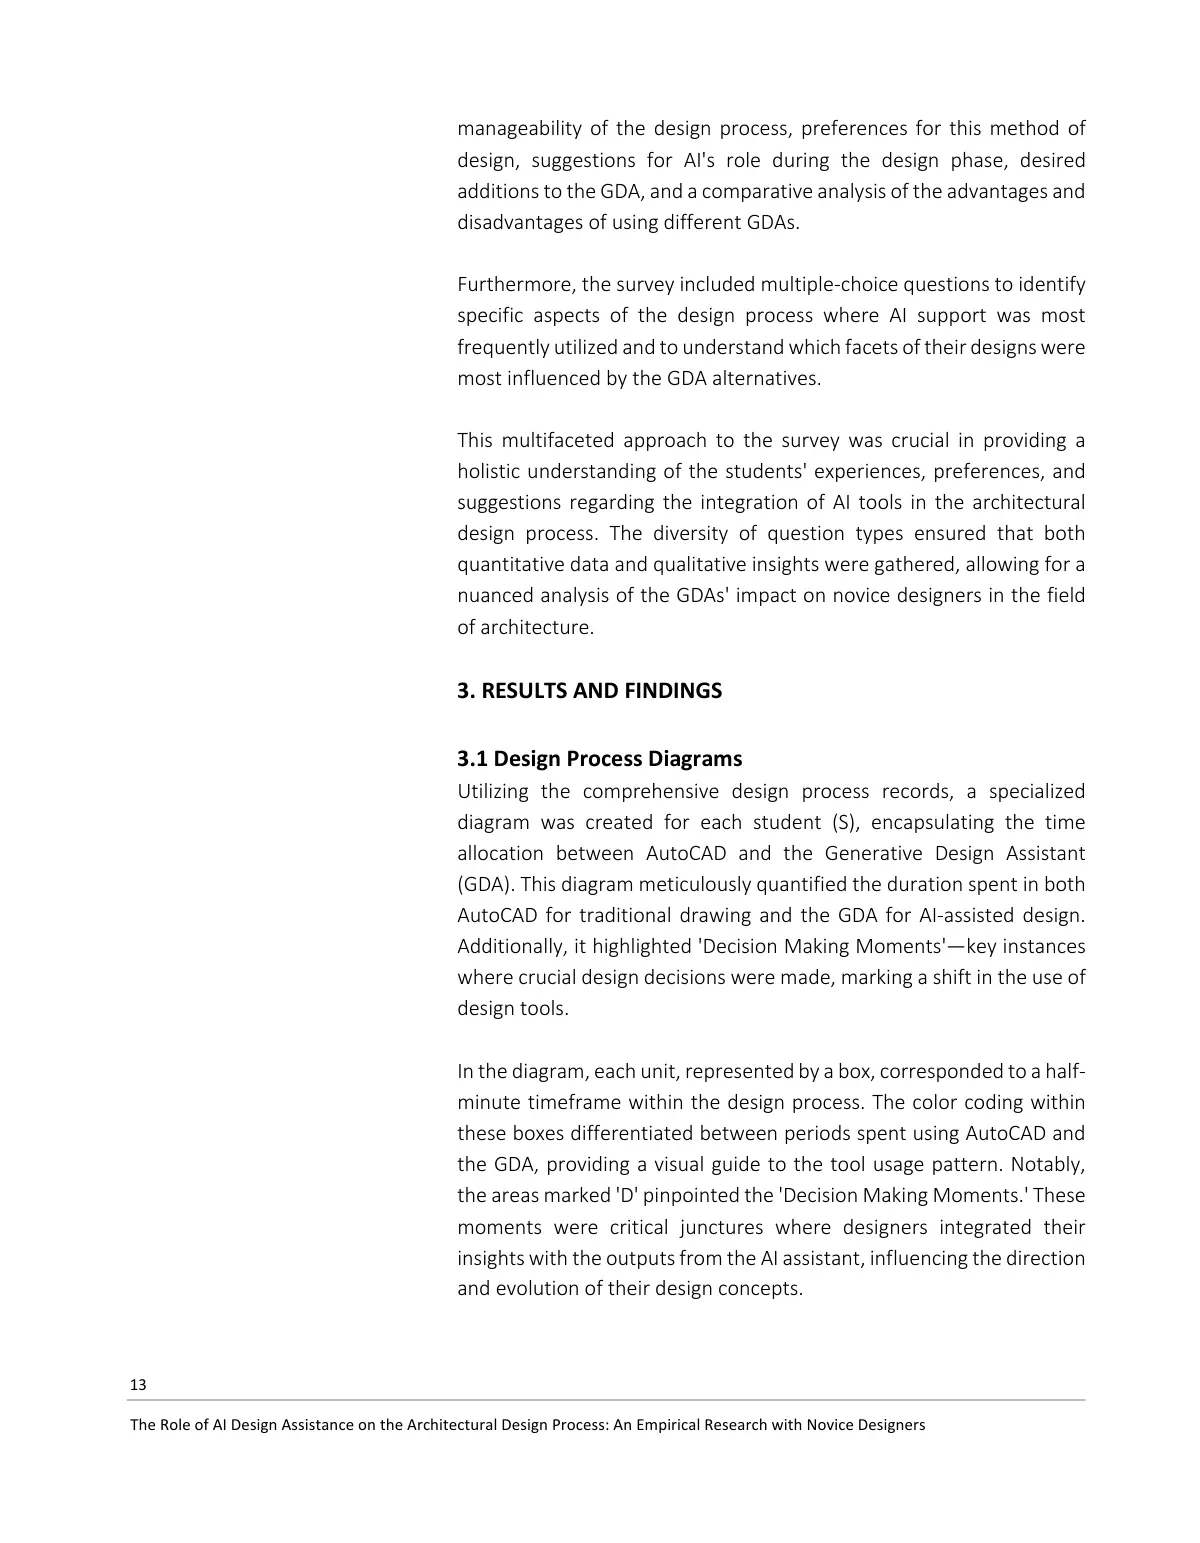 manageability of the design process, preferences for this method of
design, suggestions for AI's role during the design phase, desired
additions to the GDA, and a comparative analysis of the advantages and
disadvantages of using different GDAs.
Furthermore, the survey included multiple-choice questions to identify
specific aspects of the design process where AI support was most
frequently utilized and to understand which facets of their designs were
most influenced by the GDA alternatives.
This multifaceted approach to the survey was crucial in providing a
holistic understanding of the students' experiences, preferences, and
suggestions regarding the integration of AI tools in the architectural
design process. The diversity of question types ensured that both
quantitative data and qualitative insights were gathered, allowing for a
nuanced analysis of the GDAs' impact on novice designers in the field
of architecture.
3. RESULTS AND FINDINGS
3.1 Design Process Diagrams
Utilizing the comprehensive design process records, a specialized
diagram was created for each student (S), encapsulating the time
allocation between AutoCAD and the Generative Design Assistant
(GDA). This diagram meticulously quantified the duration spent in both
AutoCAD for traditional drawing and the GDA for AI-assisted design.
Additionally, it highlighted 'Decision Making Moments'—key instances
where crucial design decisions were made, marking a shift in the use of
design tools.
In the diagram, each unit, represented by a box, corresponded to a half-
minute timeframe within the design process. The color coding within
these boxes differentiated between periods spent using AutoCAD and
the GDA, providing a visual guide to the tool usage pattern. Notably,
the areas marked 'D' pinpointed the 'Decision Making Moments.' These
moments were critical junctures where designers integrated their
insights with the outputs from the AI assistant, influencing the direction
and evolution of their design concepts.
13
The Role of AI Design Assistance on the Architectural Design Process: An Empirical Research with Novice Designers